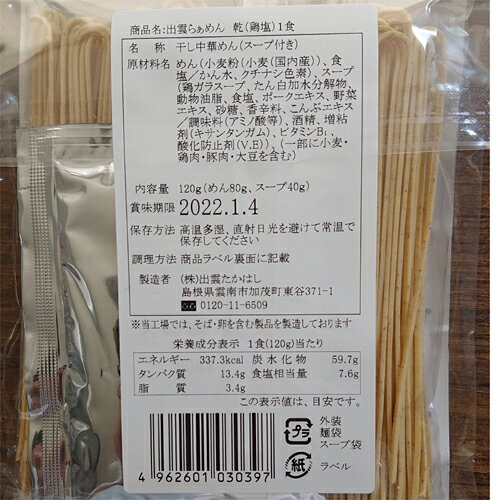 商品名:出雲らぁめん 乾(鶏塩)1食
名 称 干し中華めん(スープ付き)
原材料名 めん(小麦粉(小麦(国内産))、食
塩/かん水、クチナシ色素)、スープ
(鶏ガラスープ、たん白加水分解物、
動物油脂、食塩、ポークエキス、野菜
エキス、砂糖、香辛料、こんぶエキス
/調味料(アミノ酸等)、酒精、増粘
剤(キサンタンガム)、ビタミンB₁、
酸化防止剤(V.E))、(一部に小麦・
鶏肉・豚肉・大豆を含む)
内容量 120g(めん80g、スープ40g)
賞味期限 2022.1.4
保存方法 高温多湿、直射日光を避けて常温で
保存してください
調理方法 商品ラベル裏面に記載
製造者 (株)出雲たかはし
島根県雲南市加茂町東谷371-1
0120-11-6509
※当工場では、そば・卵を含む製品を製造しております
栄養成分表示 1食(120g)当たり
エネルギー 337.3kcal 炭水化物 59.7g
タンパク質 13.4g 食塩相当量 7.6g
脂 質 3.4g
この表示値は、目安です。
プラ 外装
麺袋
スープ袋
紙 ラベル
4 962601 030397